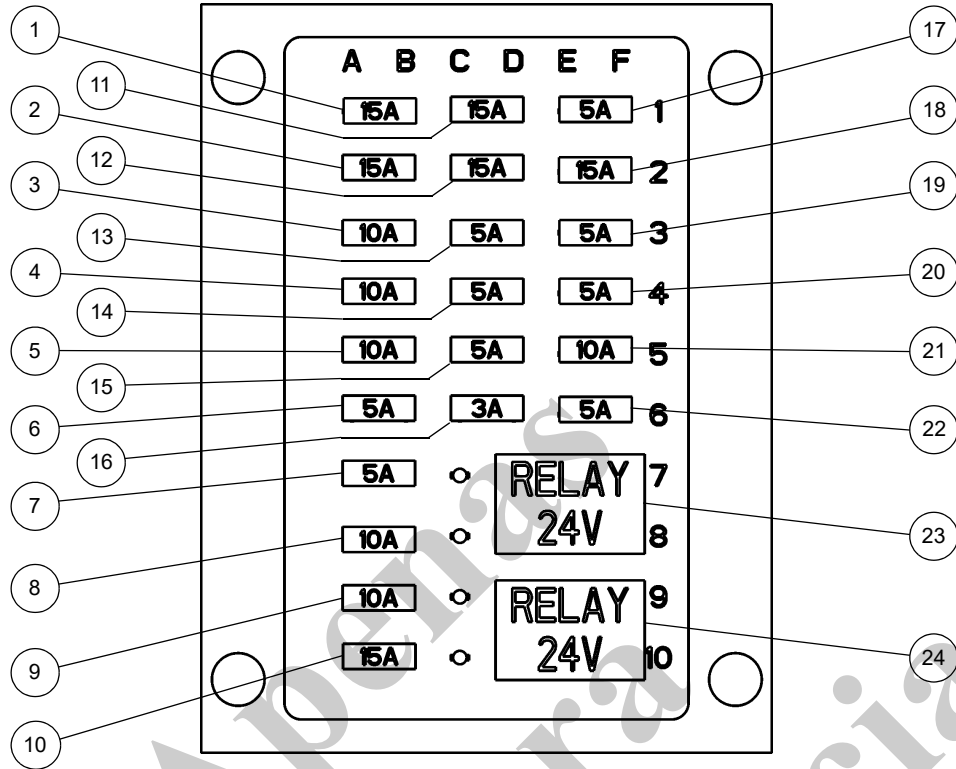 1
2
3
4
5
6
7
8
9
10
11
12
13
14
15
16
A B C D E F
15A 15A 5A 1
15A 15A 15A 2
10A 5A 5A 3
10A 5A 5A 4
10A 5A 10A 5
5A 3A 5A 6
5A RELAY 7
10A 24V 8
10A RELAY 9
15A 24V 10
17
18
19
20
21
22
23
24
Apenas